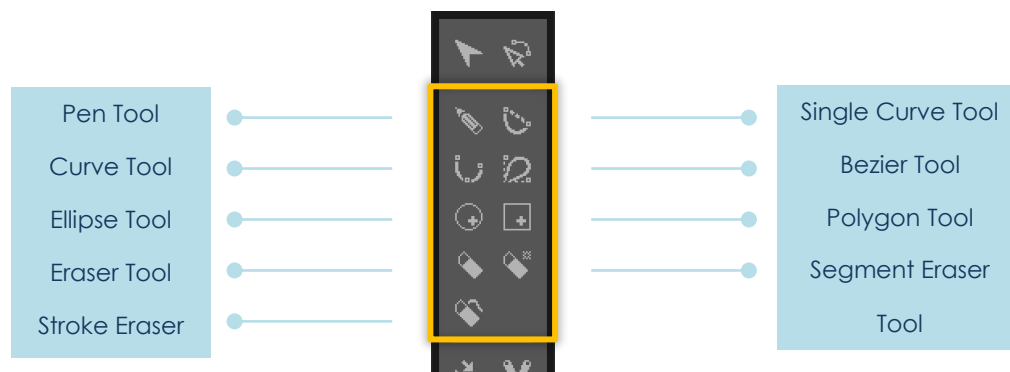 Pen Tool
Curve Tool
Ellipse Tool
Eraser Tool
Stroke Eraser
Single Curve Tool
Bezier Tool
Polygon Tool
Segment Eraser
Tool